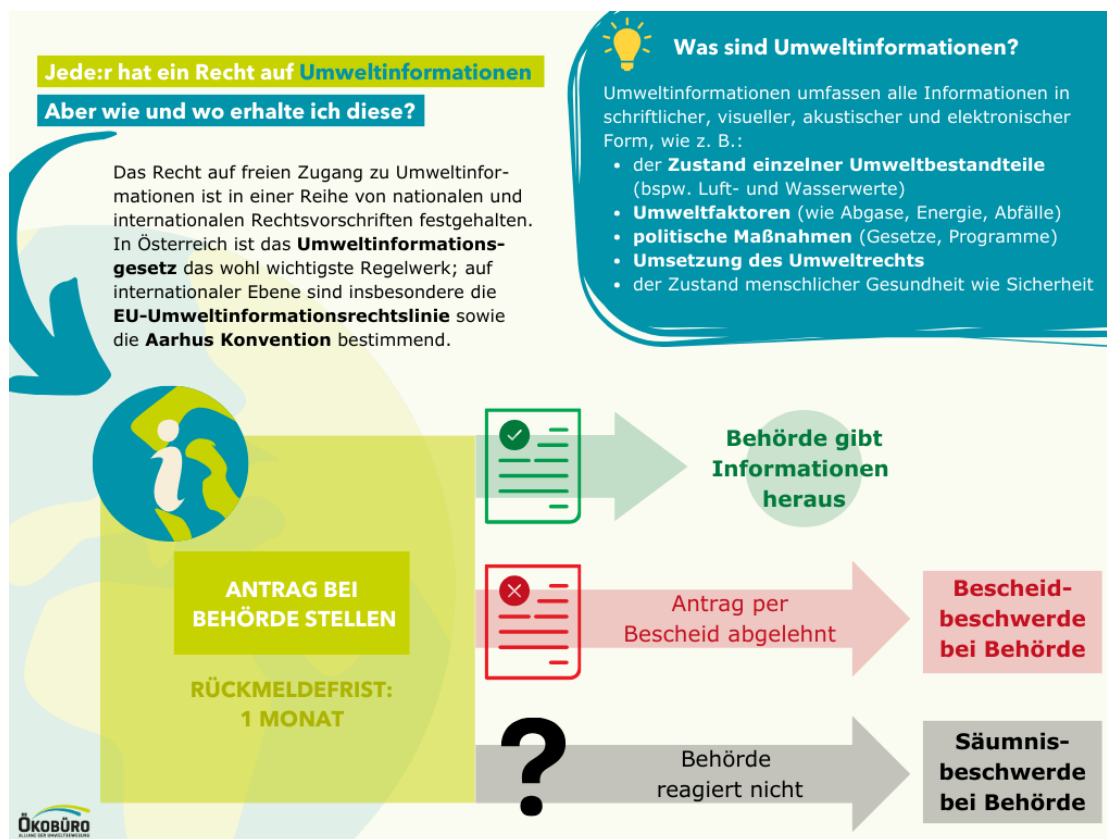 Jede:r hat ein Recht auf Umweltinformationen
Aber wie und wo erhalte ich diese?
Das Recht auf freien Zugang zu Umweltinfor-
mationen ist in einer Reihe von nationalen und
internationalen Rechtsvorschriften festgehalten.
In Österreich ist das Umweltinformations-
gesetz das wohl wichtigste Regelwerk; auf
internationaler Ebene sind insbesondere die
EU-Umweltinformationsrechtslinie sowie
die Aarhus Konvention bestimmend.
Was sind Umweltinformationen?
Umweltinformationen umfassen alle Informationen in
schriftlicher, visueller, akustischer und elektronischer
Form, wie z. B.:
• der Zustand einzelner Umweltbestandteile
(bspw. Luft- und Wasserwerte)
• Umweltfaktoren (wie Abgase, Energie, Abfälle)
• politische Maßnahmen (Gesetze, Programme)
• Umsetzung des Umweltrechts
• der Zustand menschlicher Gesundheit wie Sicherheit
i
ANTRAG BEI
BEHÖRDE STELLEN
RÜCKMELDEFRIST:
1 MONAT
Behörde gibt
Informationen
heraus
Antrag per
Bescheid abgelehnt
Bescheid-
beschwerde
bei Behörde
?
Behörde
reagiert nicht
Säumnis-
beschwerde
bei Behörde
ÖKOBÜRO
ALLIANZ DER UMWELTBEWEGUNG